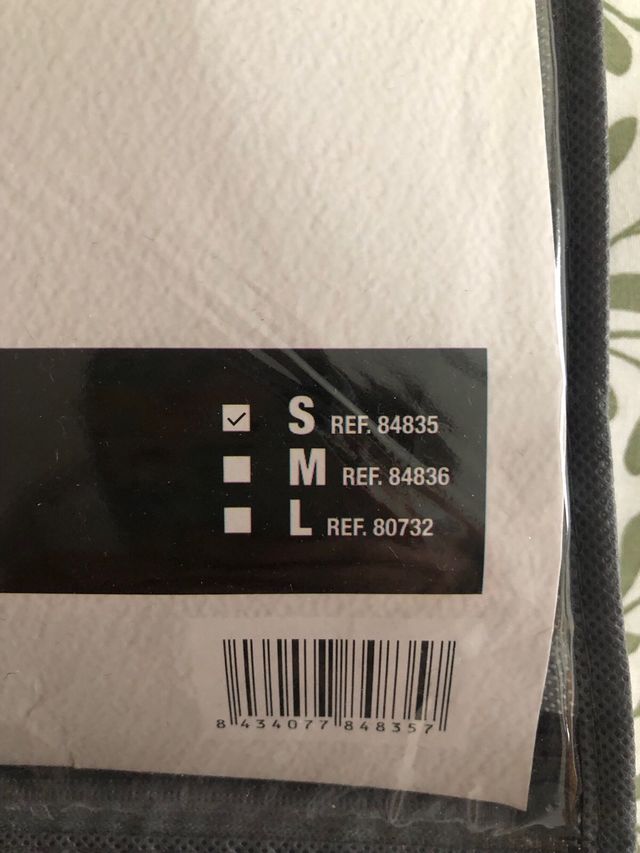 S REF. 84835
M REF. 84836
L REF. 80732
8 434077 848357